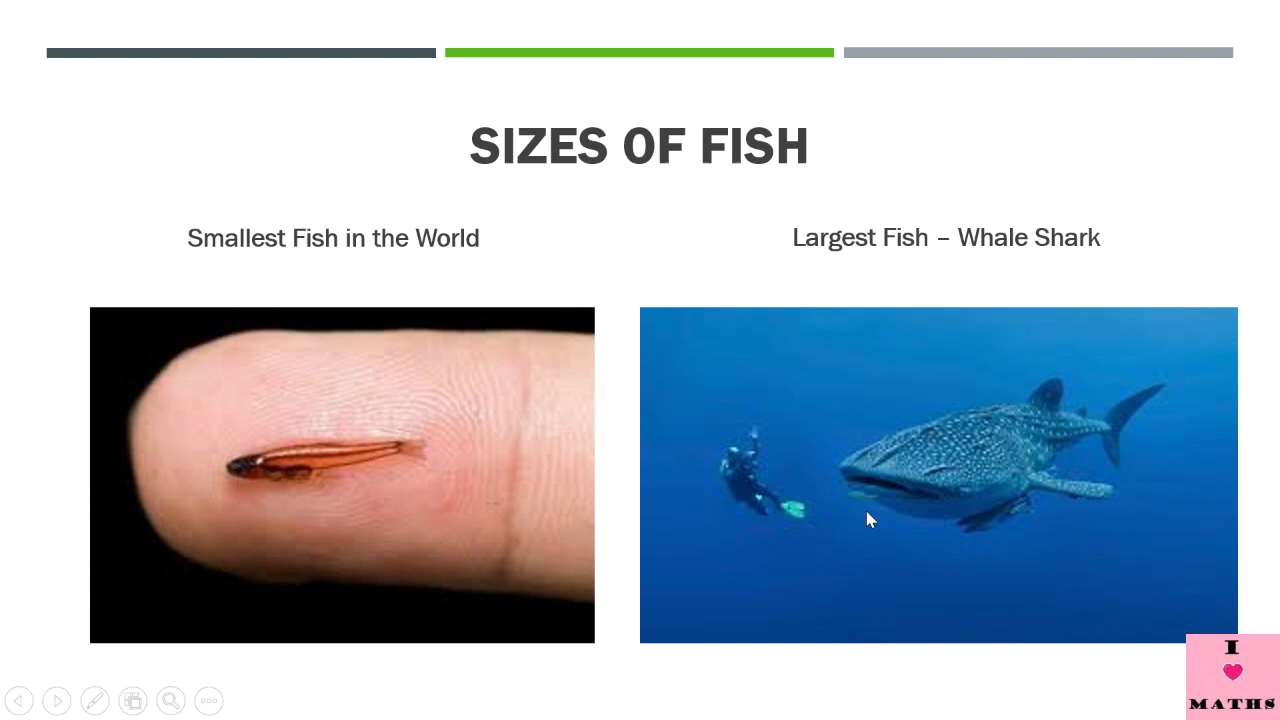 SIZES OF FISH
Smallest Fish in the World
Largest Fish – Whale Shark
I
MATHS